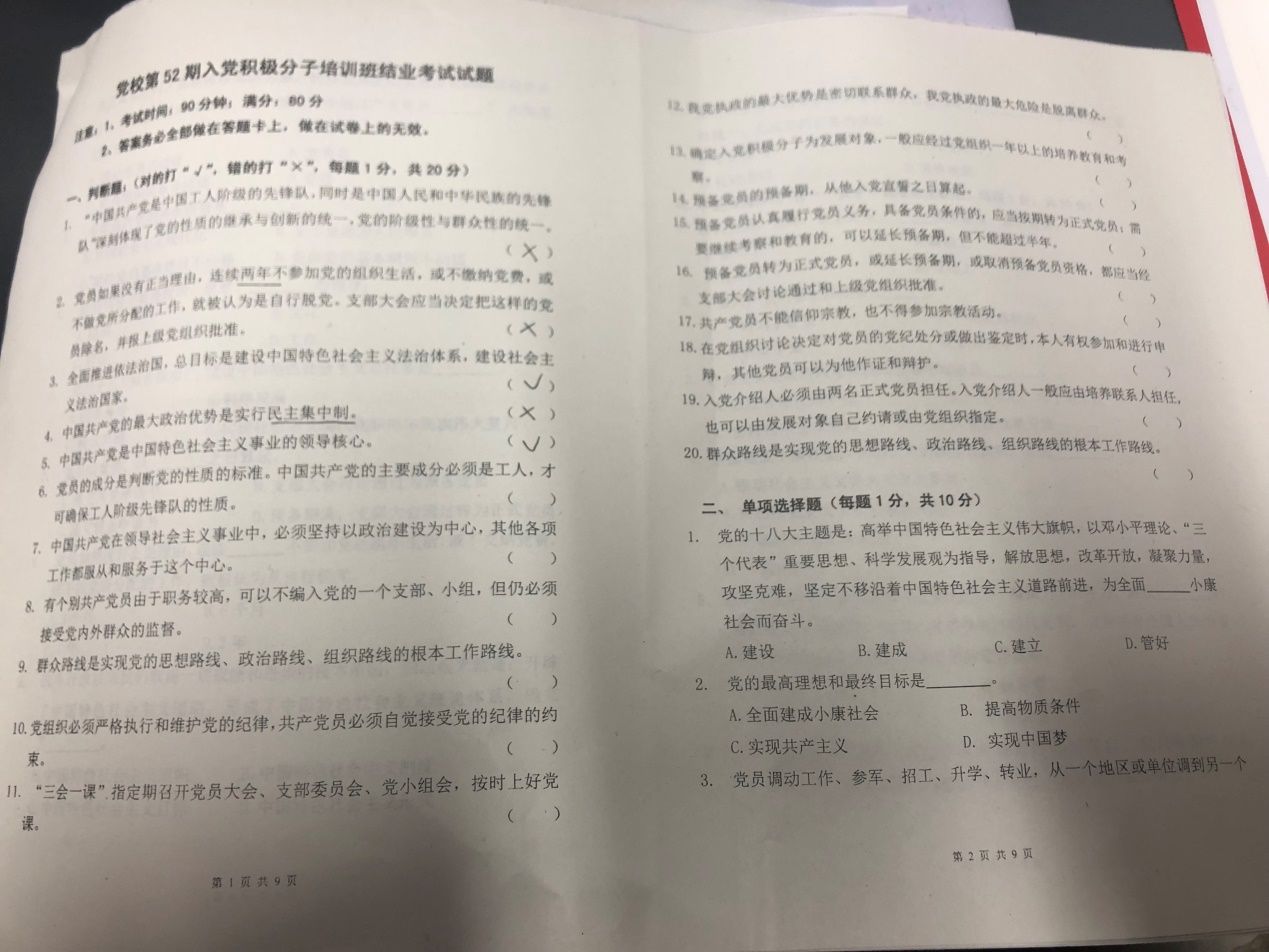 党校第52期入党积极分子培训班结业考试试题
注意：1、考试时间：90分钟；满分：80分
2、答案务必全部做在答题卡上，做在试卷上的无效。
一、判断题：（对的打“√”，错的打“×”，每题1分，共20分）
1. “中国共产党是中国工人阶级的先锋队，同时是中国人民和中华民族的先锋
队”深刻体现了党的性质的继承与创新的统一，党的阶级性与群众性的统一。
（×）
2. 党员如果没有正当理由，连续两年不参加党的组织生活，或不缴纳党费，或
不做党所分配的工作，就被认为是自行脱党。支部大会应当决定把这样的党
员除名，并报上级党组织批准。 （×）
3. 全面推进依法治国，总目标是建设中国特色社会主义法治体系，建设社会主
义法治国家。 （√）
4. 中国共产党的最大政治优势是实行民主集中制。 （×）
5. 中国共产党是中国特色社会主义事业的领导核心。 （√）
6. 党员的成分是判断党的性质的标准。中国共产党的主要成分必须是工人，才
可确保工人阶级先锋队的性质。 （ ）
7. 中国共产党在领导社会主义事业中，必须坚持以政治建设为中心，其他各项
工作都服从和服务于这个中心。 （ ）
8. 有个别共产党员由于职务较高，可以不编入党的一个支部、小组，但仍必须
接受党内外群众的监督。 （ ）
9. 群众路线是实现党的思想路线、政治路线、组织路线的根本工作路线。
（ ）
10. 党组织必须严格执行和维护党的纪律，共产党员必须自觉接受党的纪律的约
束。 （ ）
11. “三会一课”指定期召开党员大会、支部委员会、党小组会，按时上好党
课。 （ ）
第 1 页 共 9 页
12. 我党执政的最大优势是密切联系群众，我党执政的最大危险是脱离群众。
（ ）
13. 确定入党积极分子为发展对象，一般应经过党组织一年以上的培养教育和考
察。 （ ）
14. 预备党员的预备期，从他入党宣誓之日算起。 （ ）
15. 预备党员认真履行党员义务，具备党员条件的，应当按期转为正式党员；需
要继续考察和教育的，可以延长预备期，但不能超过半年。 （ ）
16. 预备党员转为正式党员，或延长预备期，或取消预备党员资格，都应当经
支部大会讨论通过和上级党组织批准。 （ ）
17. 共产党员不能信仰宗教，也不得参加宗教活动。 （ ）
18. 在党组织讨论决定对党员的党纪处分或做出鉴定时，本人有权参加和进行申
辩，其他党员可以为他作证和辩护。 （ ）
19. 入党介绍人必须由两名正式党员担任。入党介绍人一般应由培养联系人担任，
也可以由发展对象自己约请或由党组织指定。 （ ）
20. 群众路线是实现党的思想路线、政治路线、组织路线的根本工作路线。
（ ）
二、 单项选择题（每题1分，共10分）
1. 党的十八大主题是：高举中国特色社会主义伟大旗帜，以邓小平理论、“三
个代表”重要思想、科学发展观为指导，解放思想，改革开放，凝聚力量，
攻坚克难，坚定不移沿着中国特色社会主义道路前进，为全面______小康
社会而奋斗。
A. 建设 B. 建成 C. 建立 D. 管好
2. 党的最高理想和最终目标是________。
A. 全面建成小康社会 B. 提高物质条件
C. 实现共产主义 D. 实现中国梦
3. 党员调动工作、参军、招工、升学、转业，从一个地区或单位调到另一个
第 2 页 共 9 页